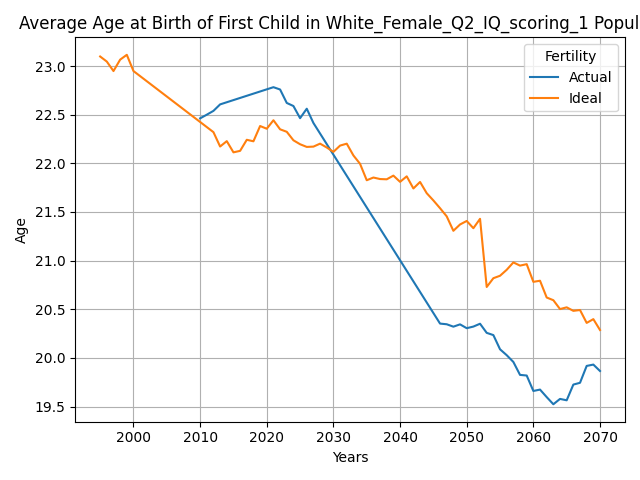 Average Age at Birth of First Child in White_Female_Q2_IQ_scoring_1 Popul
Fertility
Actual
Ideal
Age
23.0
22.5
22.0
21.5
21.0
20.5
20.0
19.5
2000 2010 2020 2030 2040 2050 2060 2070
Years